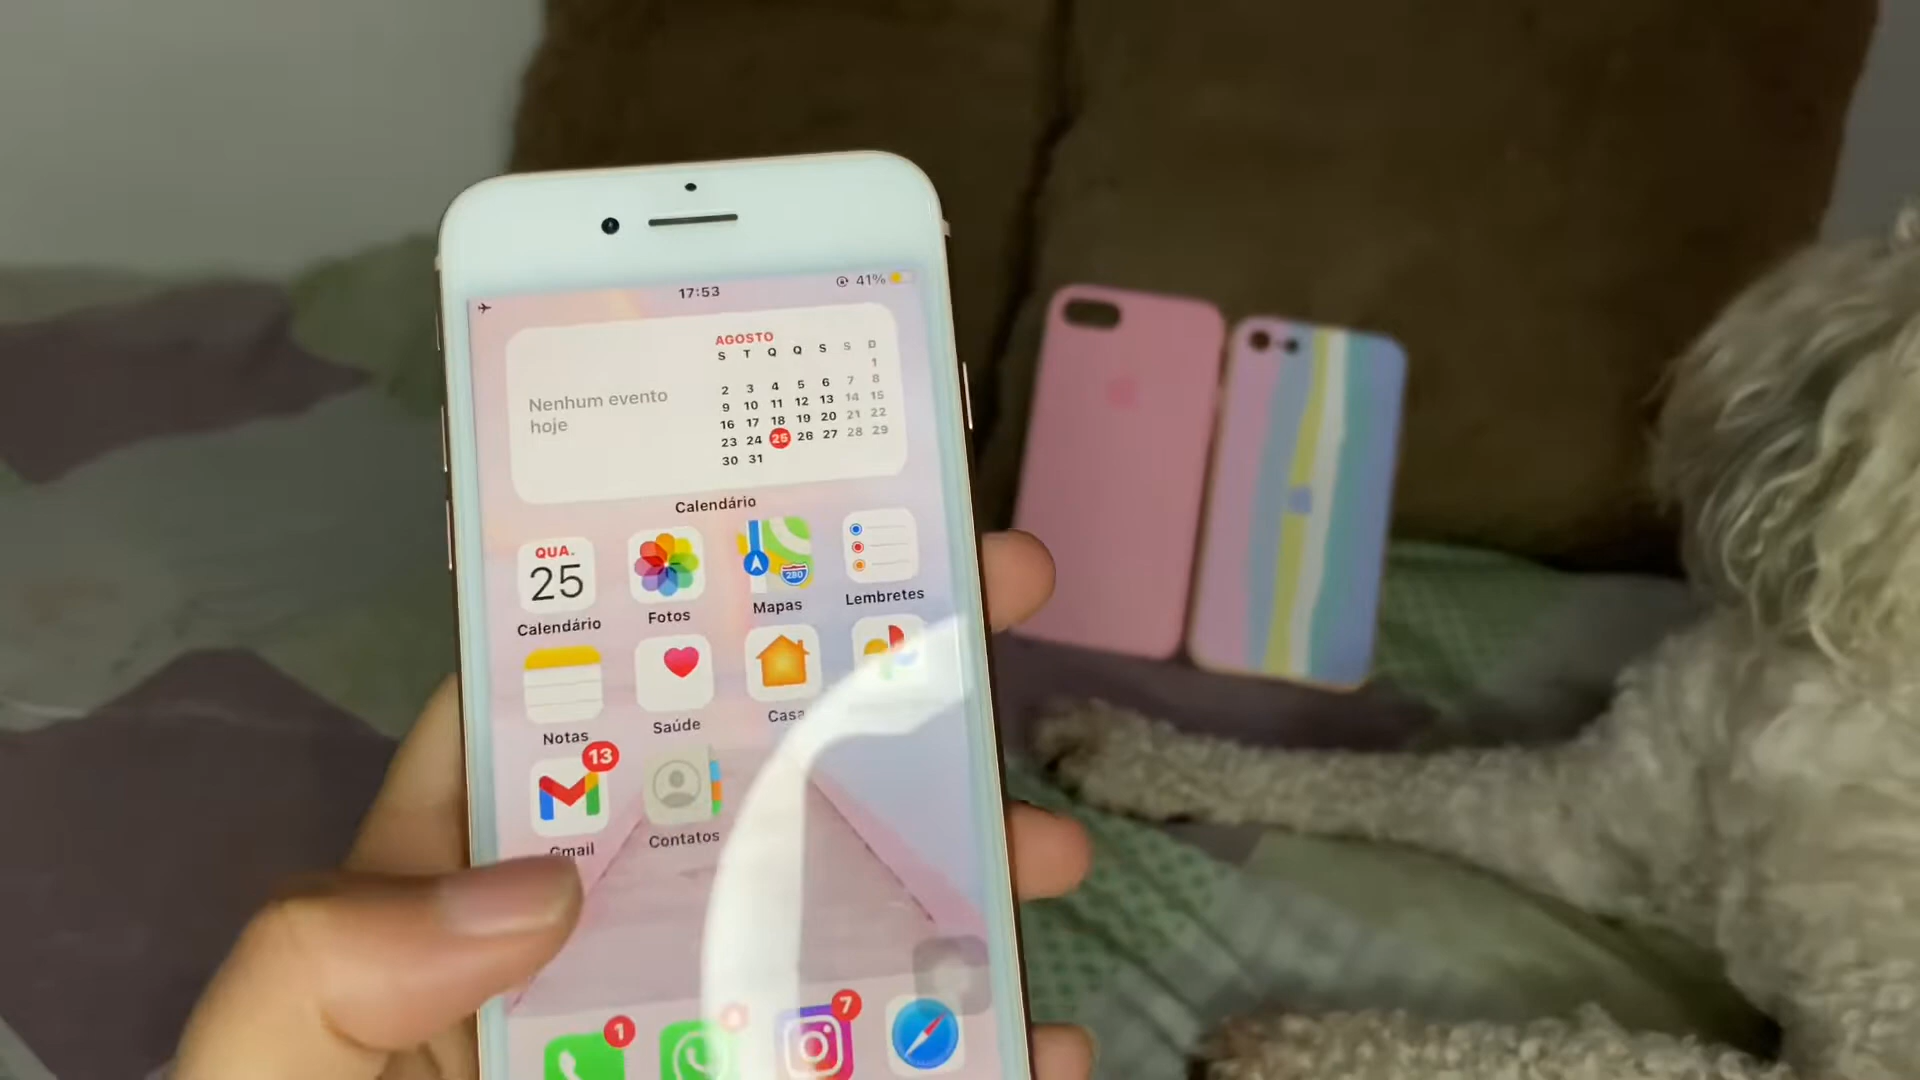 17:53
41%
AGOSTO
S T Q Q S S D
1
2 3 4 5 6 7 8
9 10 11 12 13 14 15
16 17 18 19 20 21 22
23 24 25 26 27 28 29
30 31
Nenhum evento
hoje
Calendário
QUA.
25
280
Calendário
Fotos
Mapas
Lembretes
Notas
Saúde
Casa
13
Gmail
Contatos
1
7